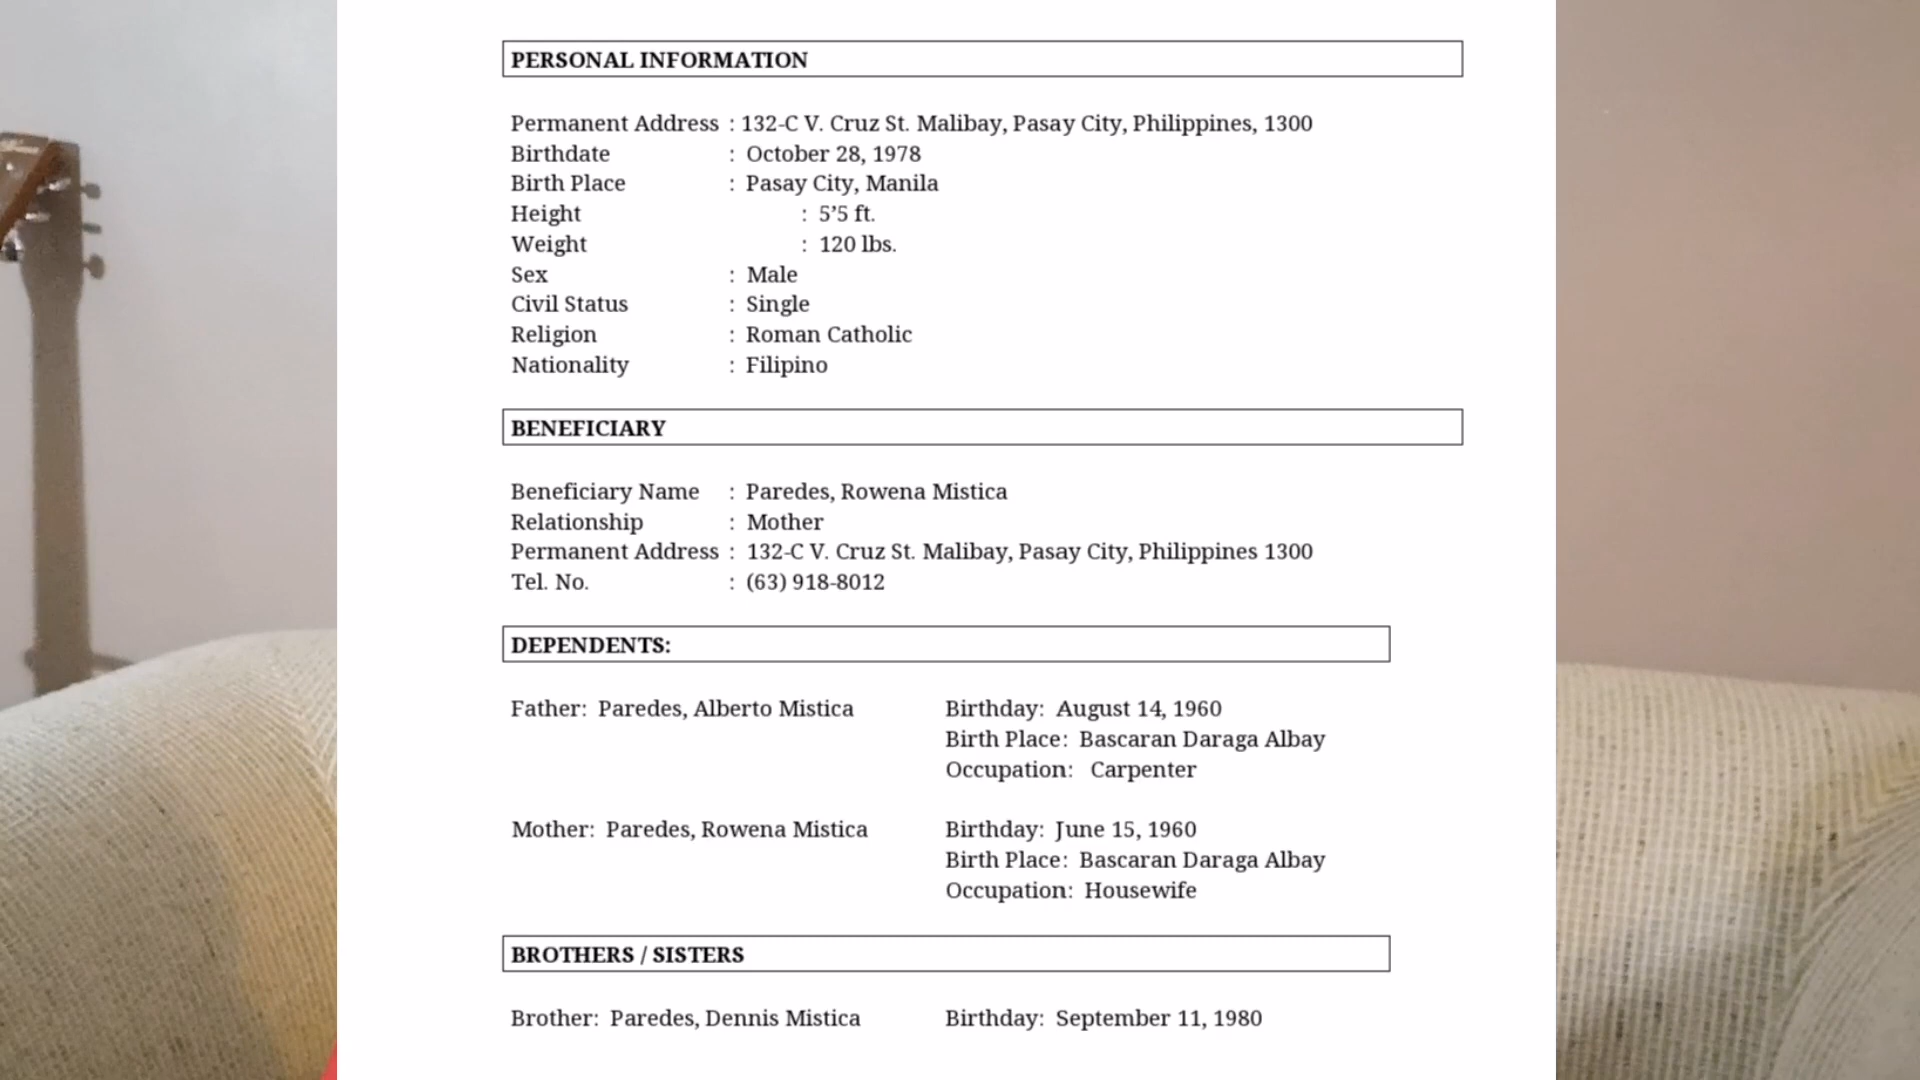 PERSONAL INFORMATION
Permanent Address : 132-C V. Cruz St. Malibay, Pasay City, Philippines, 1300
Birthdate : October 28, 1978
Birth Place : Pasay City, Manila
Height : 5’5 ft.
Weight : 120 lbs.
Sex : Male
Civil Status : Single
Religion : Roman Catholic
Nationality : Filipino
BENEFICIARY
Beneficiary Name : Paredes, Rowena Mistica
Relationship : Mother
Permanent Address : 132-C V. Cruz St. Malibay, Pasay City, Philippines 1300
Tel. No. : (63) 918-8012
DEPENDENTS:
Father: Paredes, Alberto Mistica Birthday: August 14, 1960
Birth Place: Bascaran Daraga Albay
Occupation: Carpenter
Mother: Paredes, Rowena Mistica Birthday: June 15, 1960
Birth Place: Bascaran Daraga Albay
Occupation: Housewife
BROTHERS / SISTERS
Brother: Paredes, Dennis Mistica Birthday: September 11, 1980